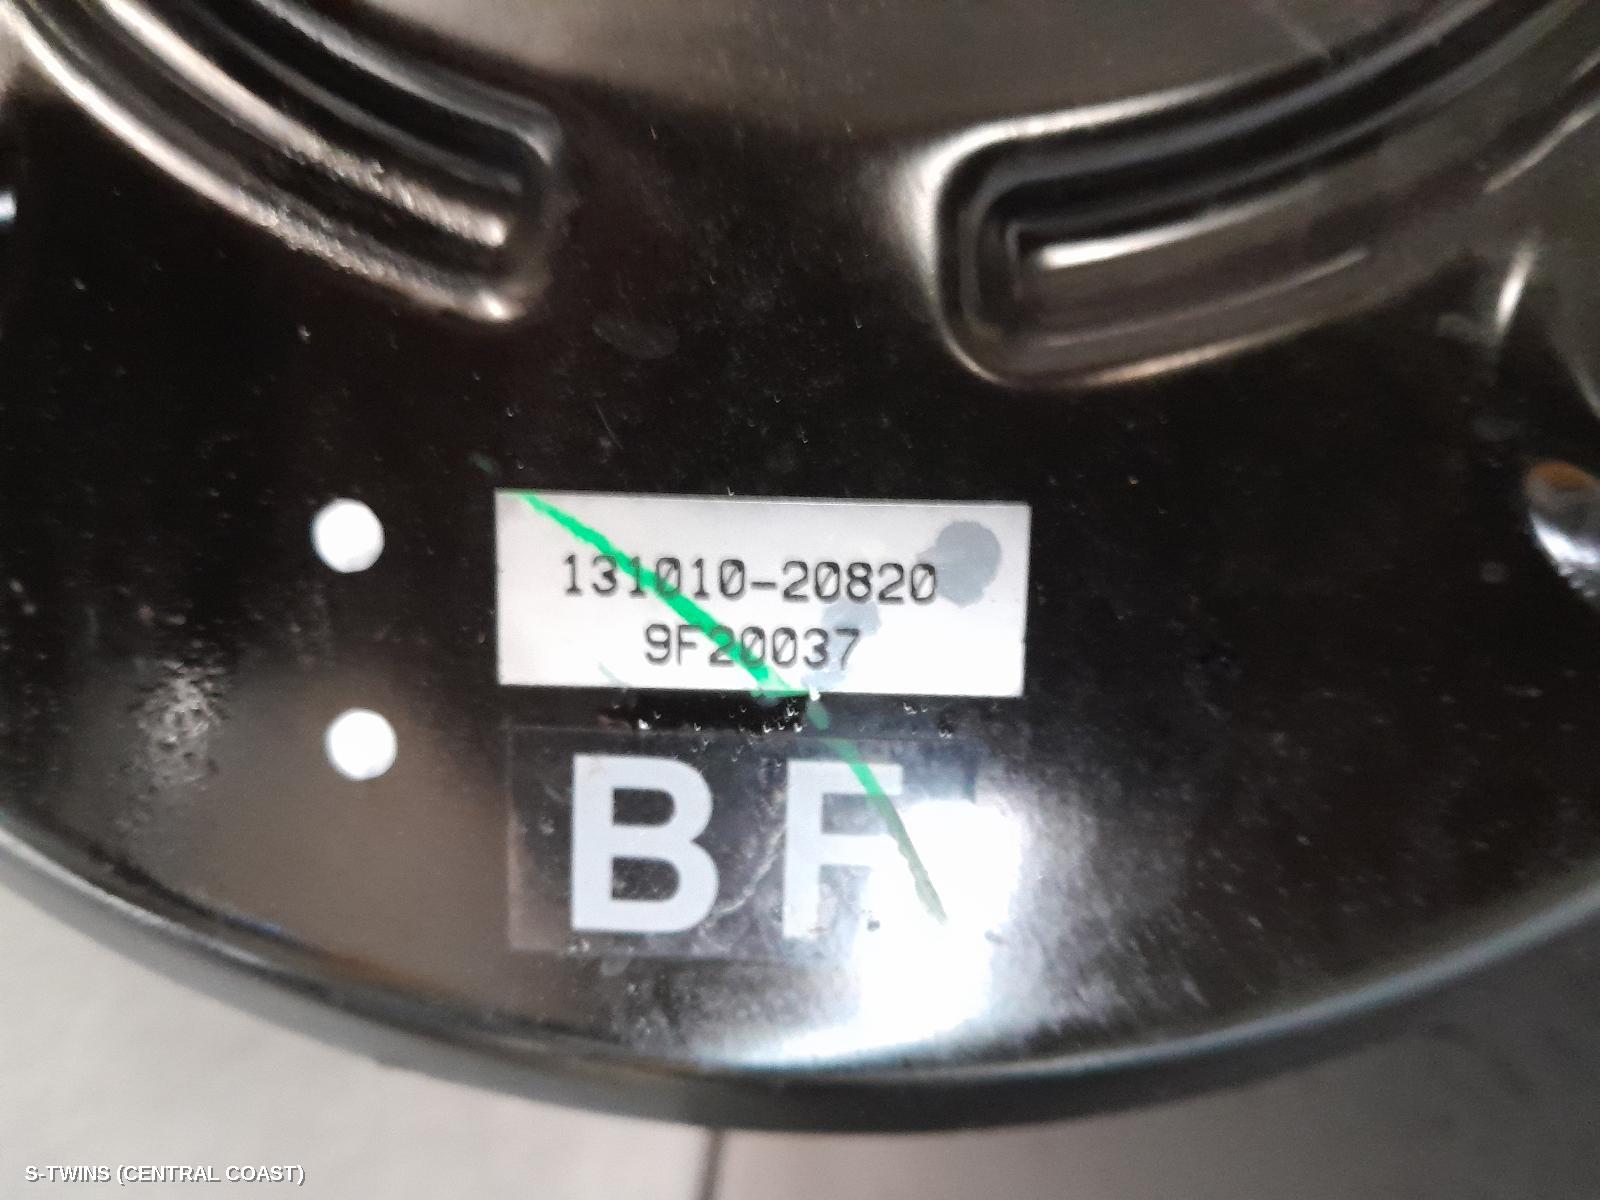 131010-20820
9F20037
BF
S-TWINS (CENTRAL COAST)